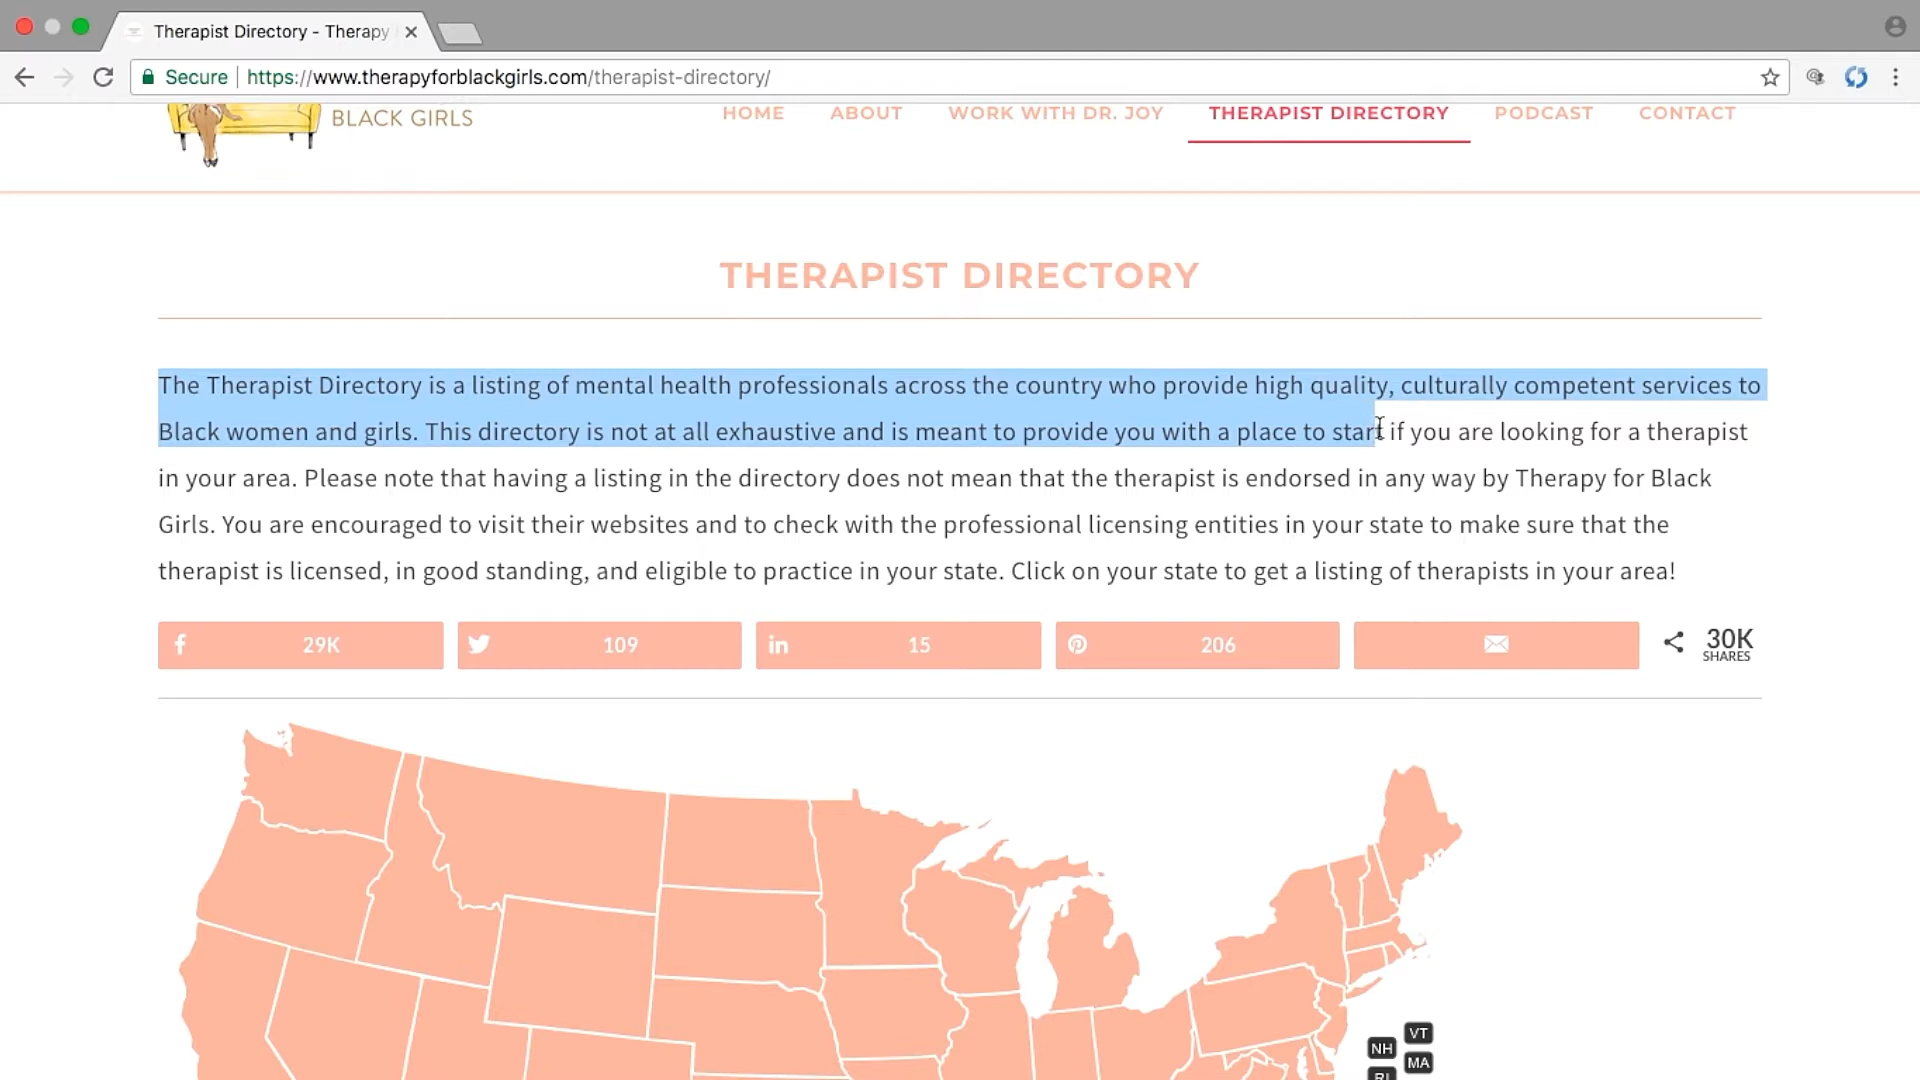 Therapist Directory - Therapy
Secure
https://www.therapyforblackgirls.com/therapist-directory/
BLACK GIRLS
HOME
ABOUT
WORK WITH DR. JOY
THERAPIST DIRECTORY
PODCAST
CONTACT
THERAPIST DIRECTORY
The Therapist Directory is a listing of mental health professionals across the country who provide high quality, culturally competent services to
Black women and girls. This directory is not at all exhaustive and is meant to provide you with a place to start if you are looking for a therapist
in your area. Please note that having a listing in the directory does not mean that the therapist is endorsed in any way by Therapy for Black
Girls. You are encouraged to visit their websites and to check with the professional licensing entities in your state to make sure that the
therapist is licensed, in good standing, and eligible to practice in your state. Click on your state to get a listing of therapists in your area!
29K
109
15
206
30K
SHARES
VT
NH
MA
RI